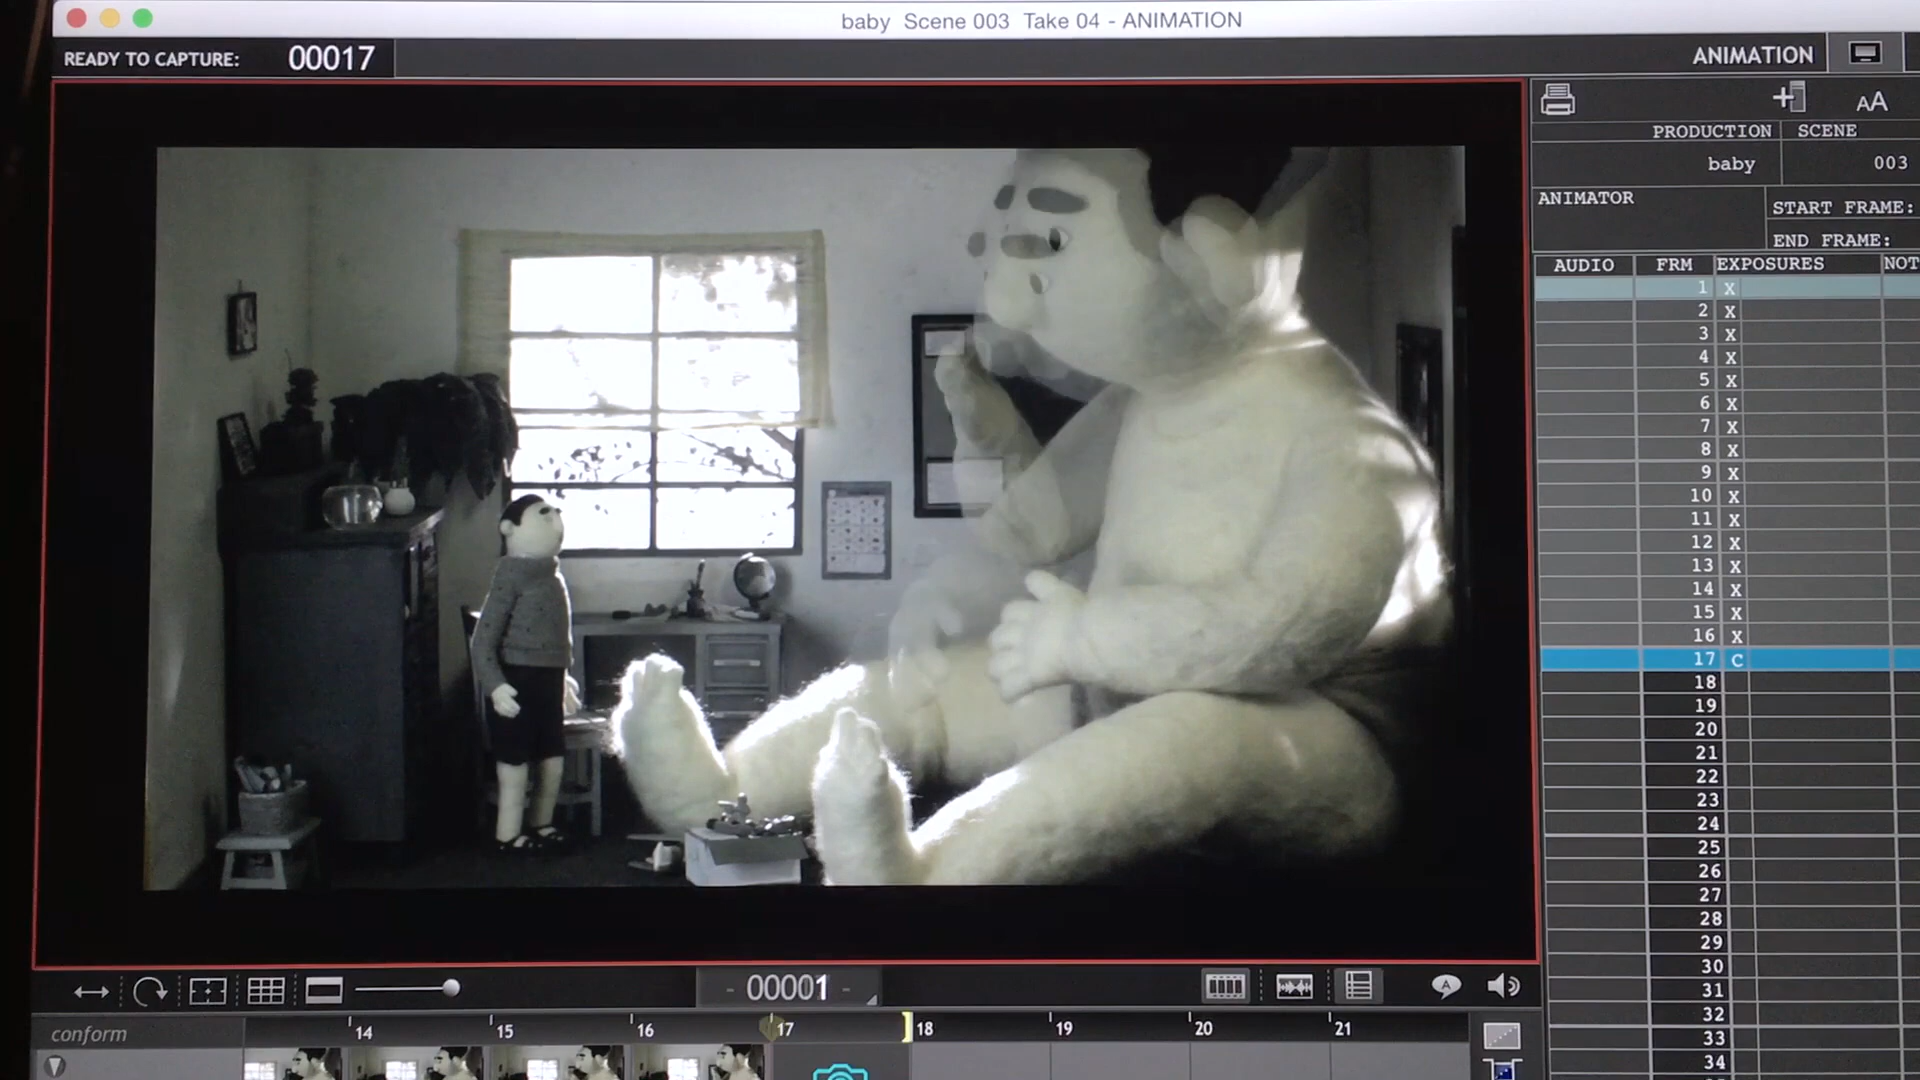 baby Scene 003 Take 04 - ANIMATION
READY TO CAPTURE: 00017
ANIMATION
AA
PRODUCTION SCENE
baby 003
ANIMATOR
START FRAME:
END FRAME:
AUDIO FRM EXPOSURES NOT
1 X
2 X
3 X
4 X
5 X
6 X
7 X
8 X
9 X
10 X
11 X
12 X
13 X
14 X
15 X
16 X
17 C
18
19
20
21
22
23
24
25
26
27
28
29
30
31
32
33
34
- 00001 -
A
conform 14 15 16 17 18 19 20 21